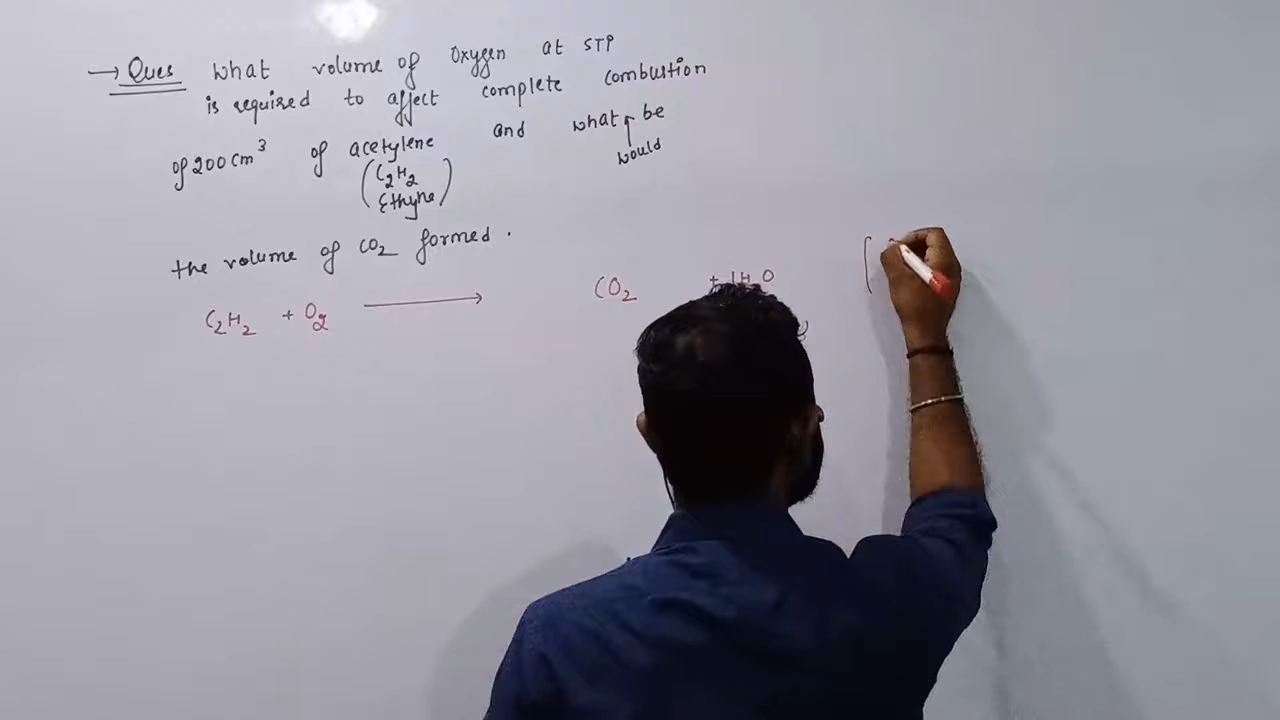 → Ques What volume of Oxygen at STP
is required to affect complete combustion
of 200 cm³ of acetylene and what be
would
(C₂H₂
Ethyne)
the volume of CO₂ formed.
C₂H₂ + O₂ → CO₂ + H₂O